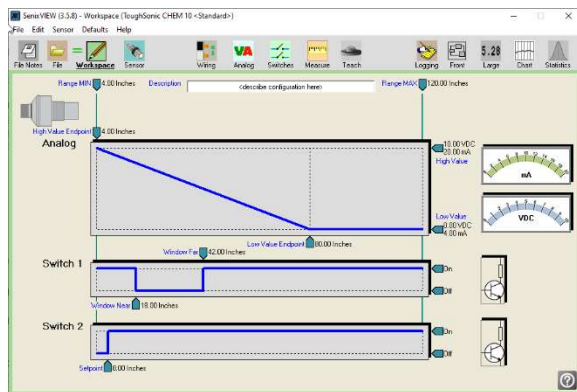 SenixVIEW (3.5.8) - Workspace (ToughSonic CHEM 10 <Standard>)
File Edit Sensor Defaults Help
File Notes File Workspace Sensor Wiring VA Analog Switches Measure Teach Logging Front 5.28 Large Chart Statistics
Range MIN 4.00 Inches Description <describe configuration here> Range MAX 120.00 Inches
High Value Endpoint 4.00 Inches
Analog
10.00 VDC
20.00 mA
High Value
mA
Low Value
0.00 VDC
4.00 mA
VDC
Low Value Endpoint 80.00 Inches
Window Far 42.00 Inches
Switch 1
On
Off
Window Near 18.00 Inches
Switch 2
On
Off
Setpoint 8.00 Inches